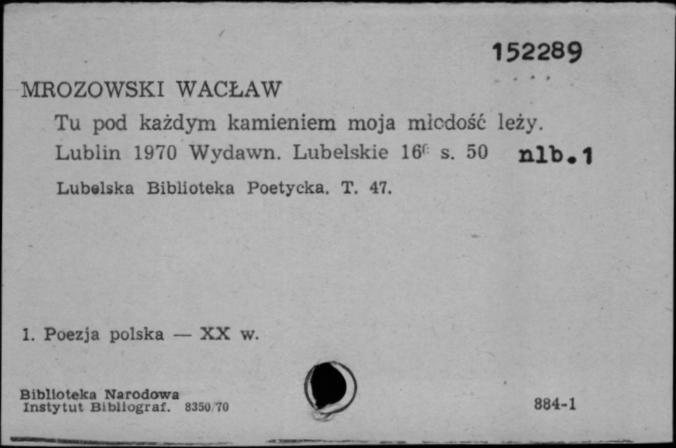 152289
MROZOWSKI WACŁAW
Tu pod każdym kamieniem moja młodość leży.
Lublin 1970 Wydawn. Lubelskie 16° s. 50 nlb.1
Lubelska Biblioteka Poetycka. T. 47.
1. Poezja polska — XX w.
Biblioteka Narodowa
Instytut Bibliograf. 8350/70
884-1